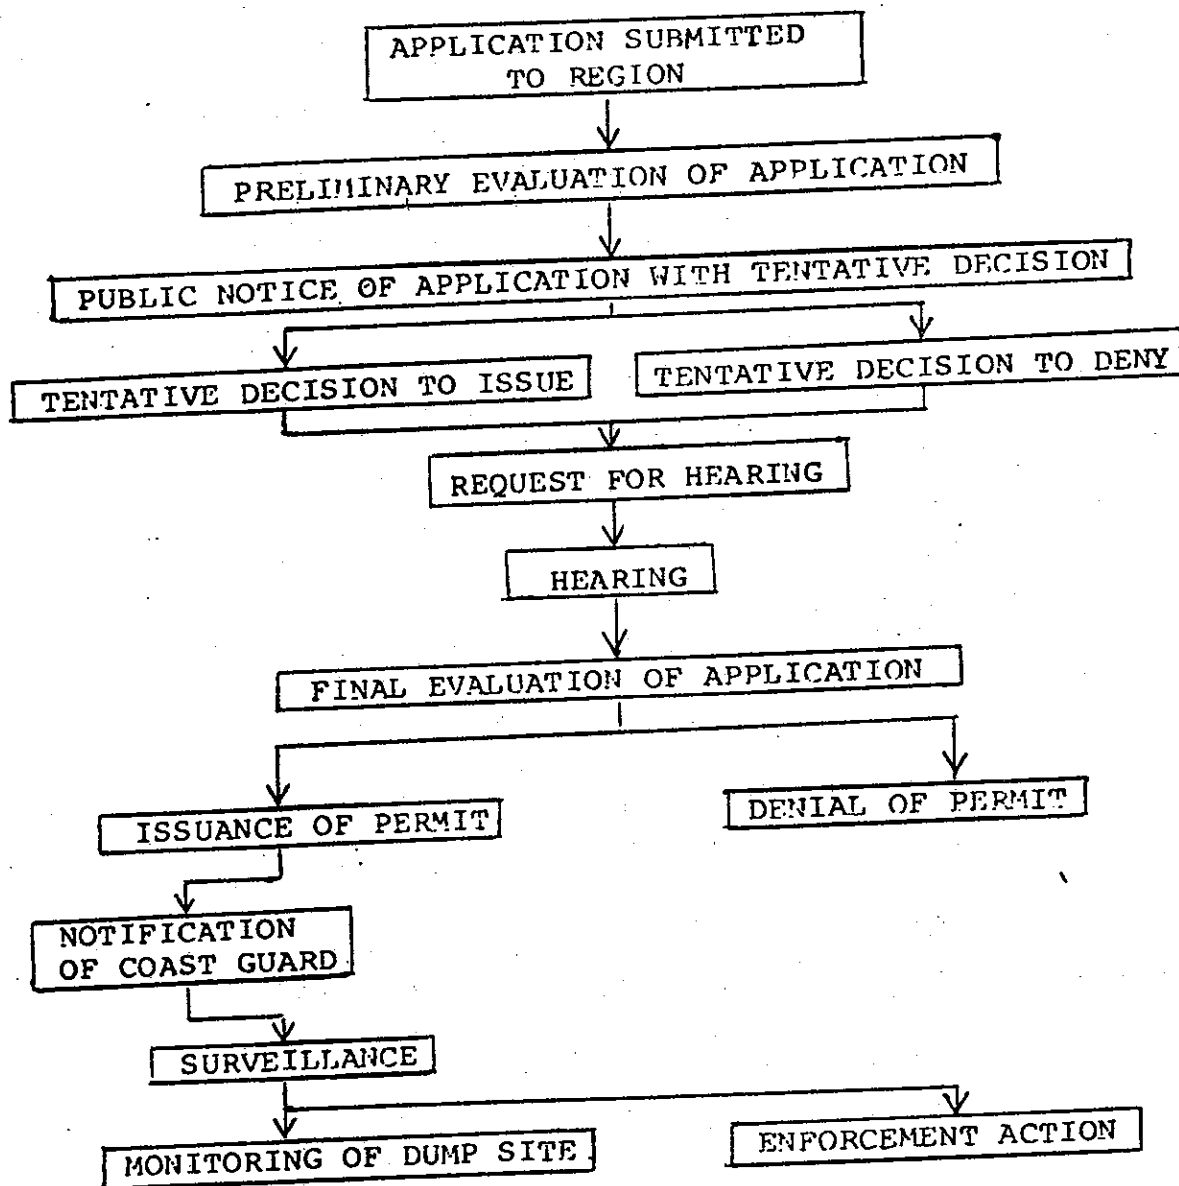 APPLICATION SUBMITTED
TO REGION
PRELIMINARY EVALUATION OF APPLICATION
PUBLIC NOTICE OF APPLICATION WITH TENTATIVE DECISION
TENTATIVE DECISION TO ISSUE
TENTATIVE DECISION TO DENY
REQUEST FOR HEARING
HEARING
FINAL EVALUATION OF APPLICATION
ISSUANCE OF PERMIT
DENIAL OF PERMIT
NOTIFICATION
OF COAST GUARD
SURVEILLANCE
MONITORING OF DUMP SITE
ENFORCEMENT ACTION